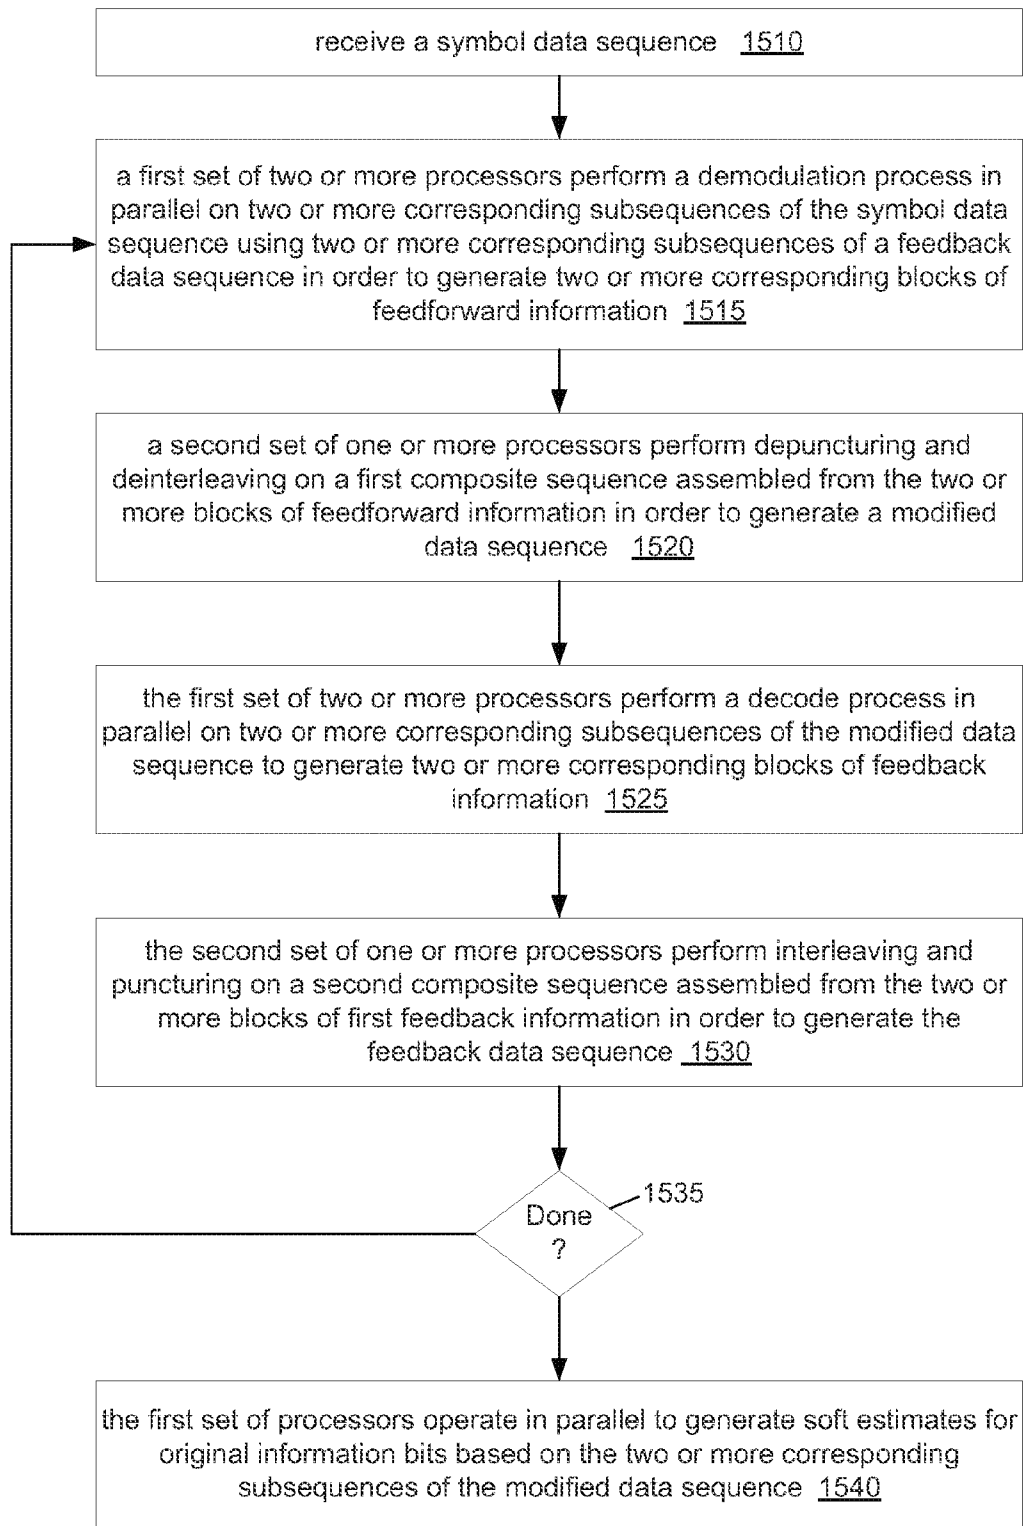 receive a symbol data sequence 1510
a first set of two or more processors perform a demodulation process in
parallel on two or more corresponding subsequences of the symbol data
sequence using two or more corresponding subsequences of a feedback
data sequence in order to generate two or more corresponding blocks of
feedforward information 1515
a second set of one or more processors perform depuncturing and
deinterleaving on a first composite sequence assembled from the two or
more blocks of feedforward information in order to generate a modified
data sequence 1520
the first set of two or more processors perform a decode process in
parallel on two or more corresponding subsequences of the modified data
sequence to generate two or more corresponding blocks of feedback
information 1525
the second set of one or more processors perform interleaving and
puncturing on a second composite sequence assembled from the two or
more blocks of first feedback information in order to generate the
feedback data sequence 1530
1535
Done
?
the first set of processors operate in parallel to generate soft estimates for
original information bits based on the two or more corresponding
subsequences of the modified data sequence 1540